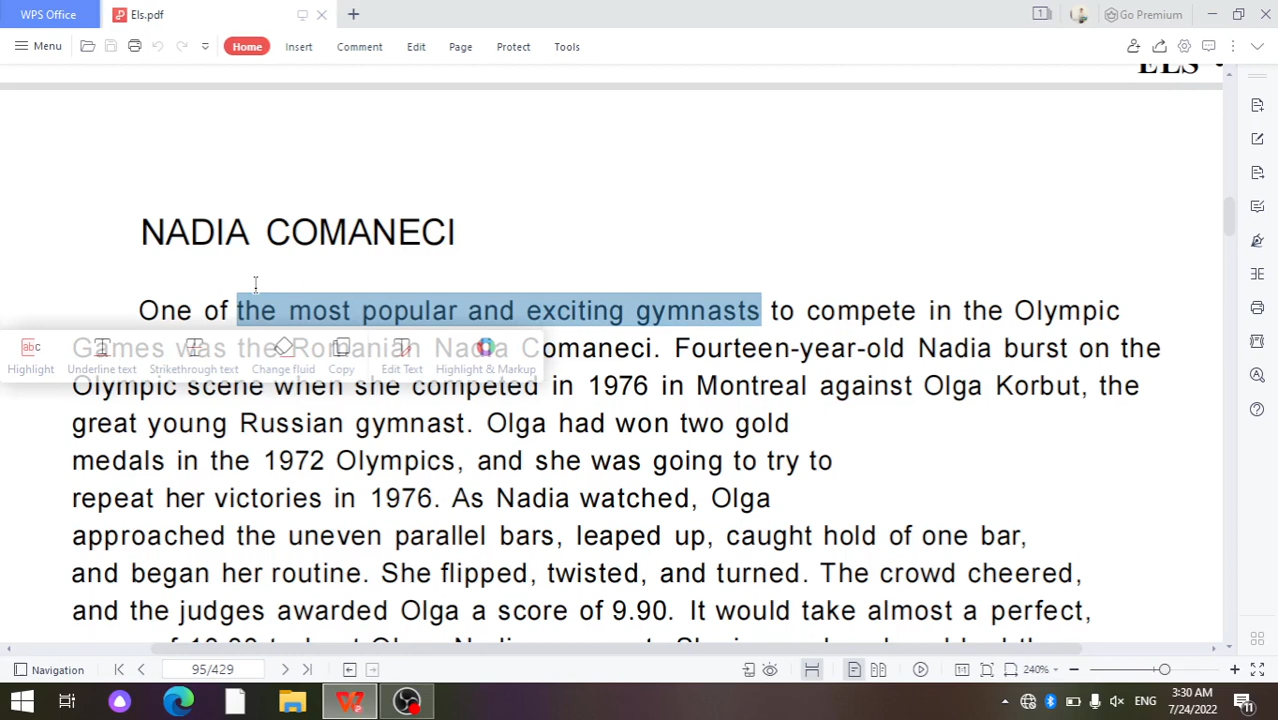 WPS Office
Els.pdf
Go Premium
Menu
Home
Insert
Comment
Edit
Page
Protect
Tools
NADIA COMANECI
One of the most popular and exciting gymnasts to compete in the Olympic
Games was the Romanian Nadia Comaneci. Fourteen-year-old Nadia burst on the
Highlight
Underline text
Strikethrough text
Change fluid
Copy
Edit Text
Highlight & Markup
Olympic scene when she competed in 1976 in Montreal against Olga Korbut, the
great young Russian gymnast. Olga had won two gold
medals in the 1972 Olympics, and she was going to try to
repeat her victories in 1976. As Nadia watched, Olga
approached the uneven parallel bars, leaped up, caught hold of one bar,
and began her routine. She flipped, twisted, and turned. The crowd cheered,
and the judges awarded Olga a score of 9.90. It would take almost a perfect,
Navigation
95/429
240%
ENG
3:30 AM
7/24/2022